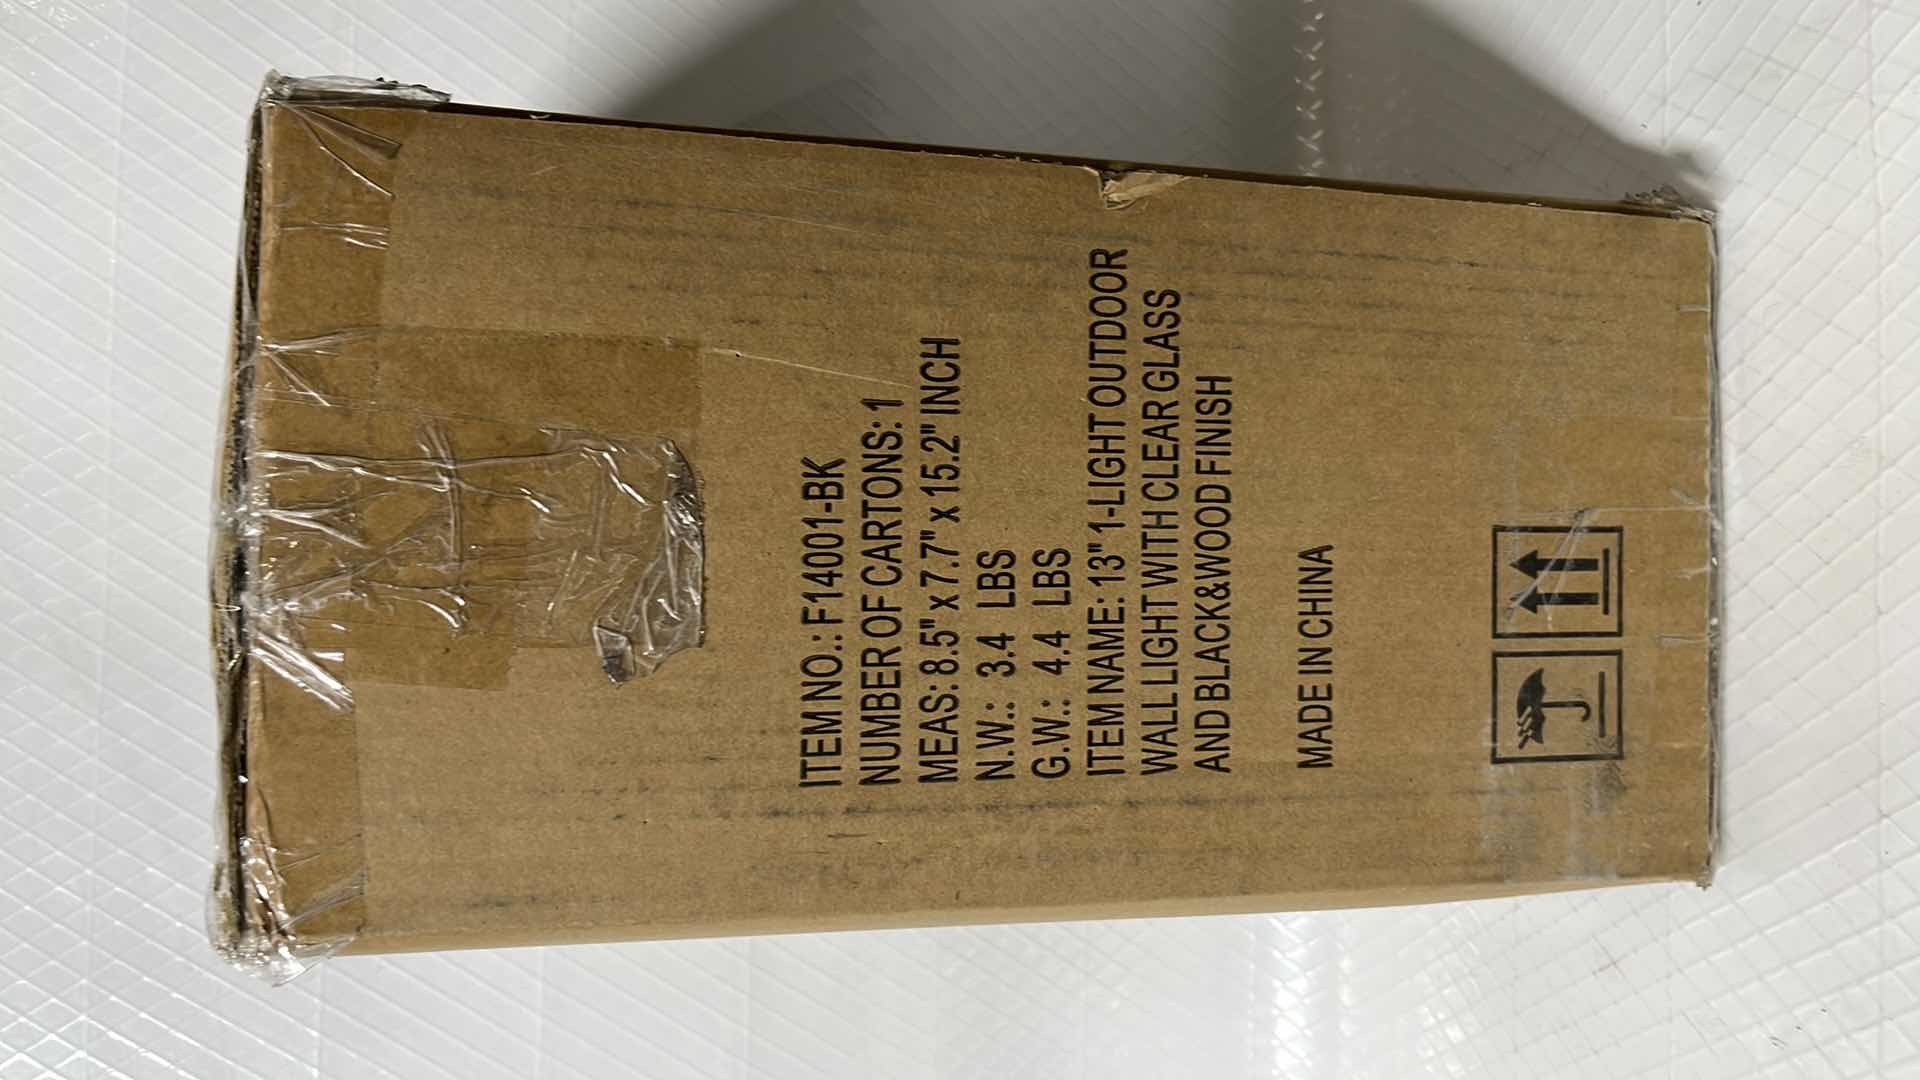 ITEM NO.: F14001-BK
NUMBER OF CARTONS: 1
MEAS: 8.5" x 7.7" x 15.2" INCH
N.W.: 3.4 LBS
G.W.: 4.4 LBS
ITEM NAME: 13" 1-LIGHT OUTDOOR
WALL LIGHT WITH CLEAR GLASS
AND BLACK&WOOD FINISH
MADE IN CHINA